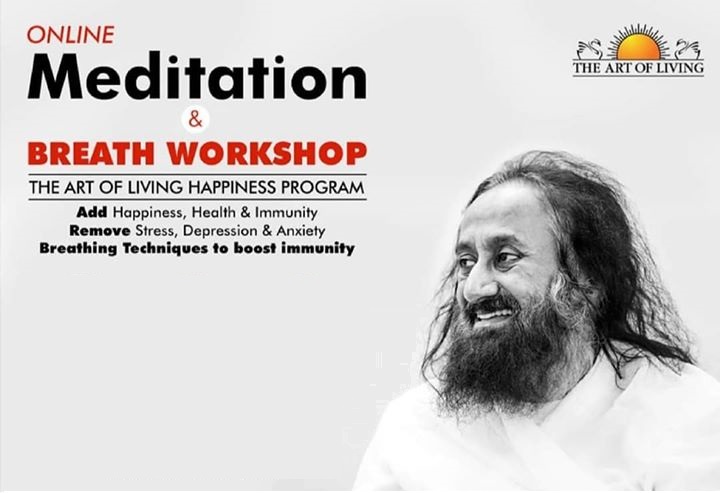 ONLINE
Meditation
&
BREATH WORKSHOP
THE ART OF LIVING HAPPINESS PROGRAM
Add Happiness, Health & Immunity
Remove Stress, Depression & Anxiety
Breathing Techniques to boost immunity
THE ART OF LIVING